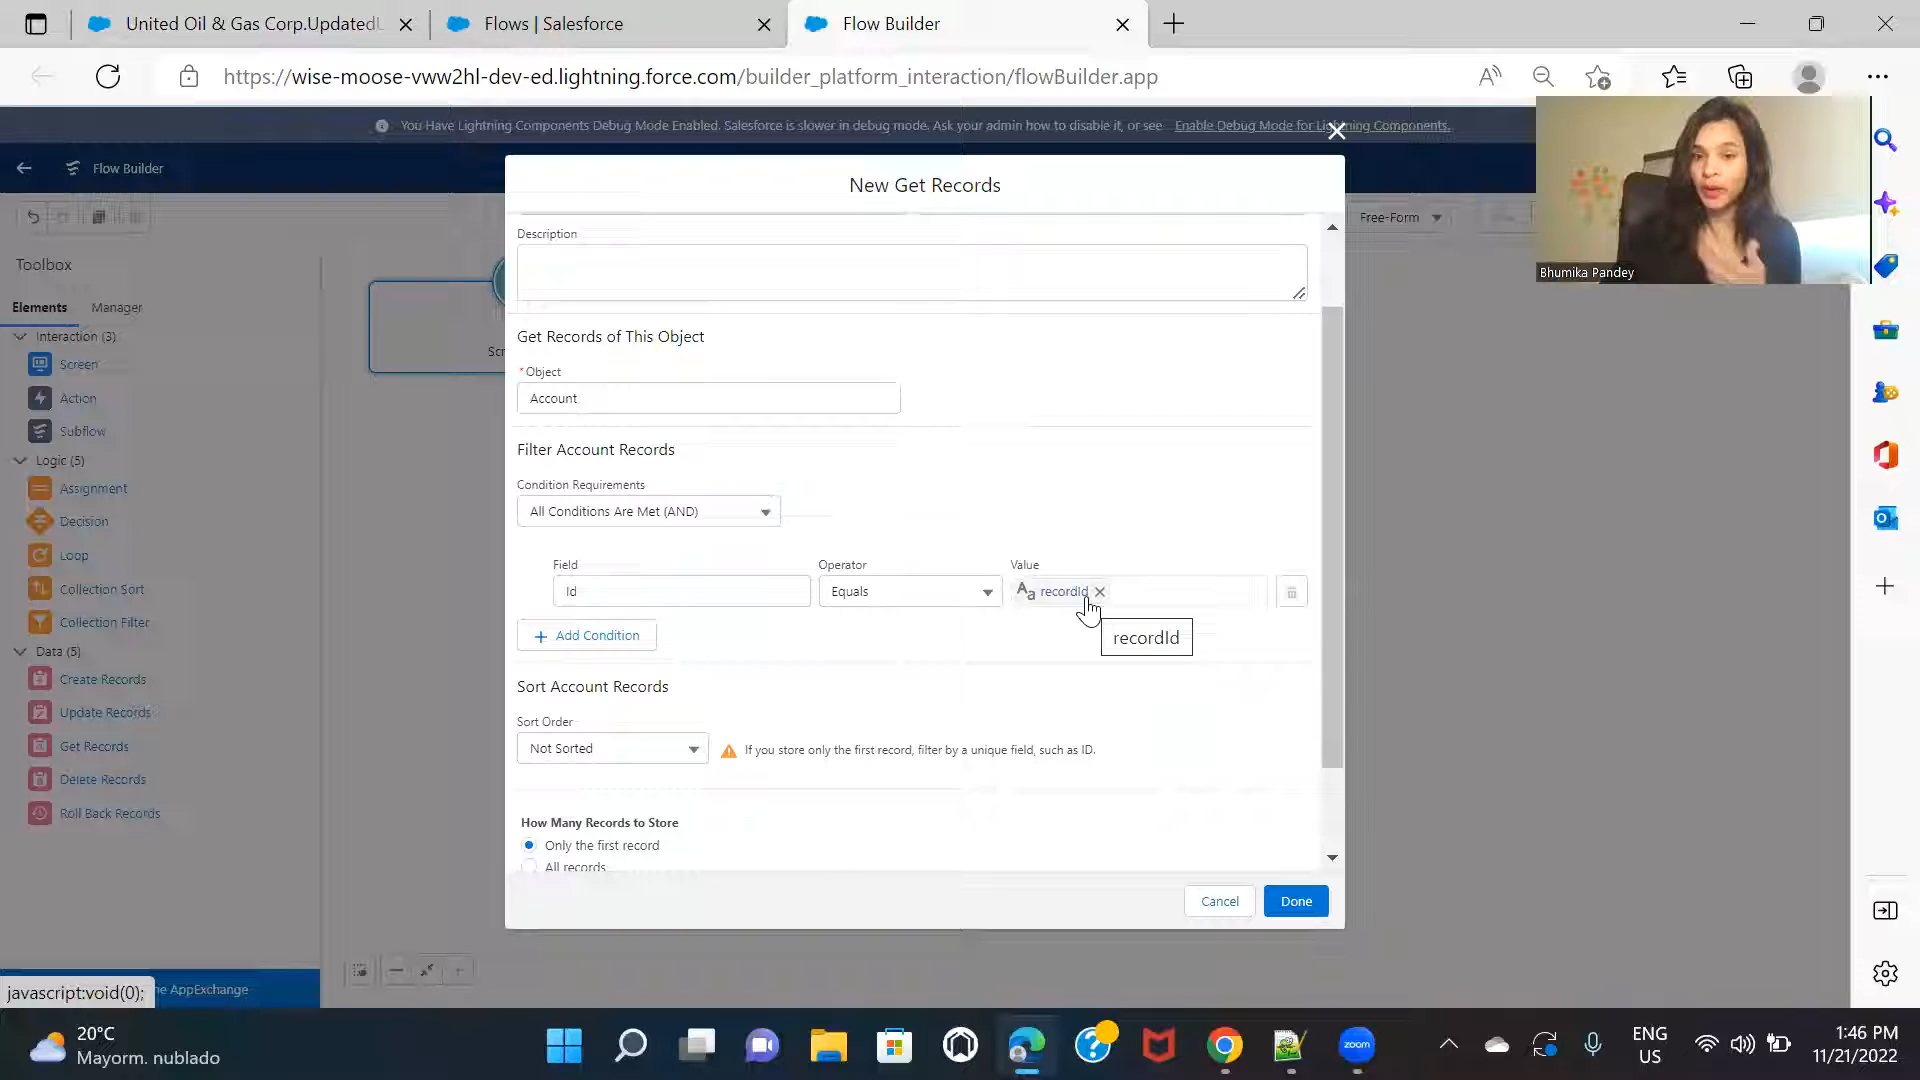 United Oil & Gas Corp.UpdatedU
Flows | Salesforce
Flow Builder
https://wise-moose-vww2hl-dev-ed.lightning.force.com/builder_platform_interaction/flowBuilder.app
You Have Lightning Components Debug Mode Enabled. Salesforce is slower in debug mode. Ask your admin how to disable it, or see Enable Debug Mode for Lightning Components.
Flow Builder
New Get Records
Free-Form
Bhumika Pandey
Toolbox
Elements
Manager
Interaction (3)
Screen
Action
Subflow
Logic (5)
Assignment
Decision
Loop
Collection Sort
Collection Filter
Data (5)
Create Records
Update Records
Get Records
Delete Records
Roll Back Records
Scr
Description
Get Records of This Object
*Object
Account
Filter Account Records
Condition Requirements
All Conditions Are Met (AND)
Field
Operator
Value
Id
Equals
Aa recordId
+ Add Condition
recordId
Sort Account Records
Sort Order
Not Sorted
If you store only the first record, filter by a unique field, such as ID.
How Many Records to Store
Only the first record
All records
Cancel
Done
javascript:void(0);
he AppExchange
20°C
Mayorm. nublado
zoom
ENG
US
1:46 PM
11/21/2022